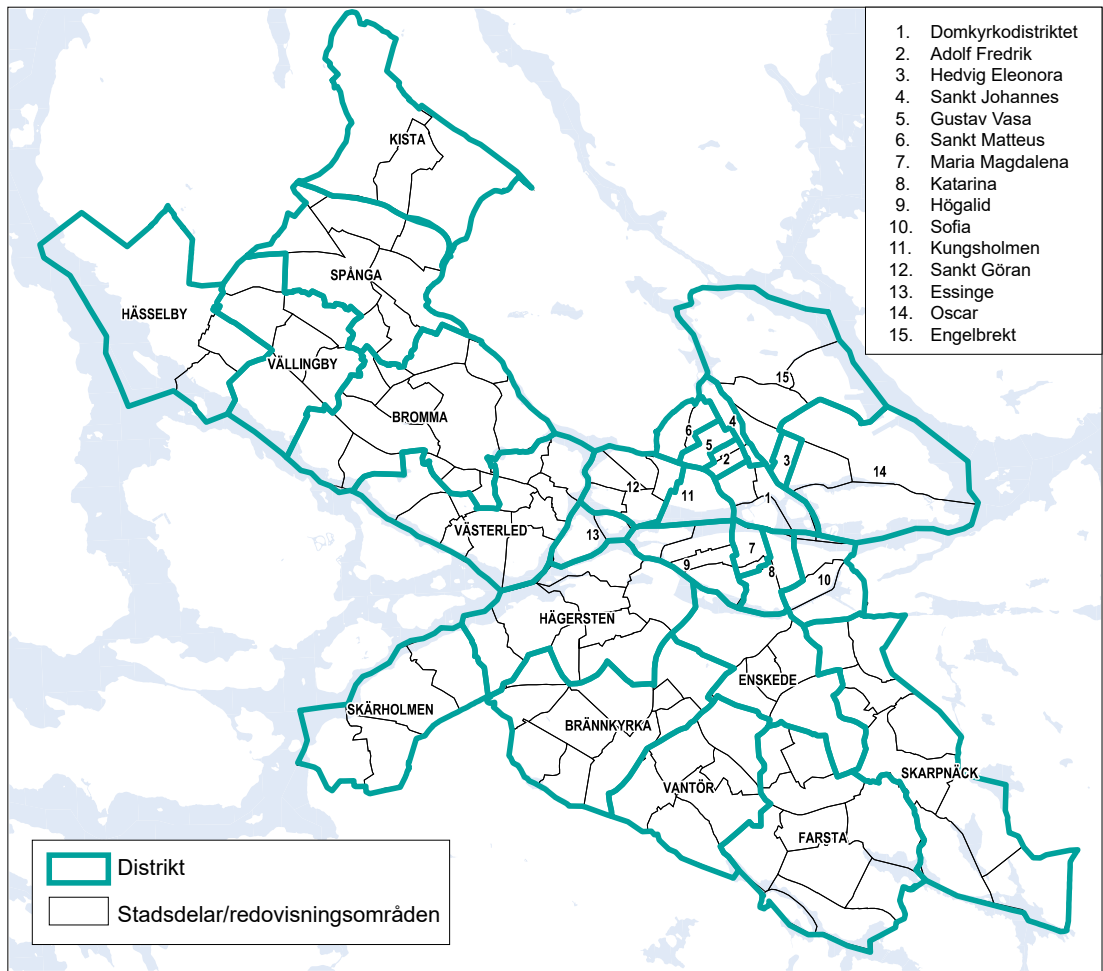 1. Domkyrkodistriktet
2. Adolf Fredrik
3. Hedvig Eleonora
4. Sankt Johannes
5. Gustav Vasa
6. Sankt Matteus
7. Maria Magdalena
8. Katarina
9. Högalid
10. Sofia
11. Kungsholmen
12. Sankt Göran
13. Essinge
14. Oscar
15. Engelbrekt
KISTA
SPÅNGA
HÄSSELBY
VÄLLINGBY
BROMMA
15
4
6
5
2
3
14
12
11
1
VÄSTERLED
13
7
9
8
10
HÄGERSTEN
ENSKEDE
SKÄRHOLMEN
BRÄNNKYRKA
SKARPNÄCK
VANTÖR
FARSTA
Distrikt
Stadsdelar/redovisningsområden